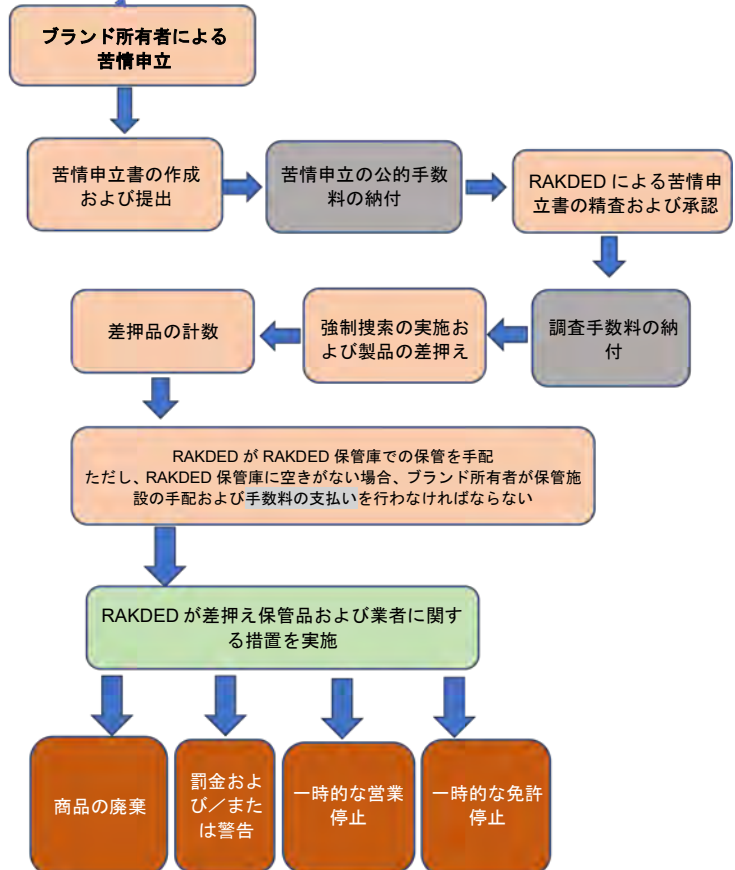 ブランド所有者による
苦情申立
苦情申立書の作成
および提出
苦情申立の公的手数
料の納付
RAKDED による苦情申
立書の精査および承認
調査手数料の納
付
強制捜索の実施お
よび製品の差押え
差押品の計数
RAKDED が RAKDED 保管庫での保管を手配
ただし、RAKDED 保管庫に空きがない場合、ブランド所有者が保管施
設の手配および手数料の支払いを行わなければならない
RAKDED が差押え保管品および業者に関す
る措置を実施
商品の廃棄
罰金およ
び／また
は警告
一時的な営業
停止
一時的な免許
停止